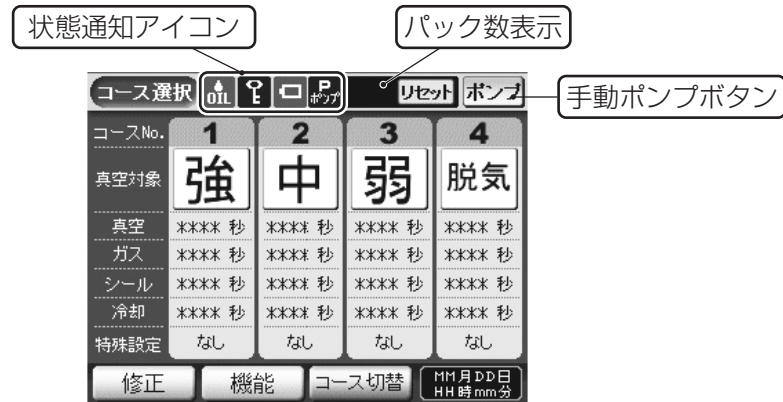 状態通知アイコン
パック数表示
コース選択 OIL P ポンプ リセット ポンプ
手動ポンプボタン
コースNo. 1 2 3 4
真空対象 強 中 弱 脱気
真空 **** 秒 **** 秒 **** 秒 **** 秒
ガス **** 秒 **** 秒 **** 秒 **** 秒
シール **** 秒 **** 秒 **** 秒 **** 秒
冷却 **** 秒 **** 秒 **** 秒 **** 秒
特殊設定 なし なし なし なし
修正 機能 コース切替 MM月DD日
HH時mm分